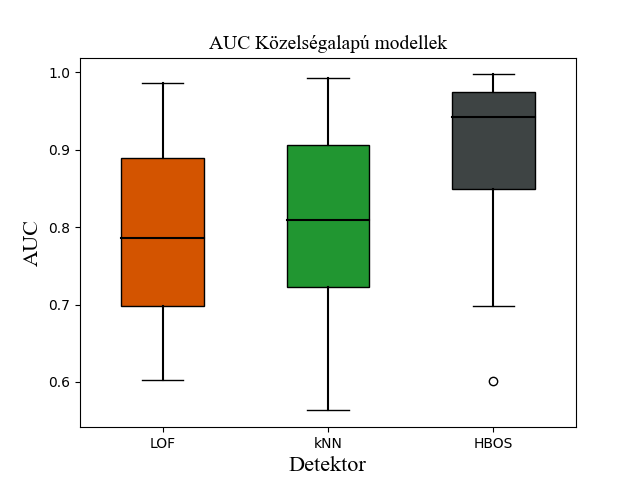 AUC Közelségalapú modellek
1.0
0.9
0.8
0.7
0.6
AUC
LOF
kNN
HBOS
Detektor